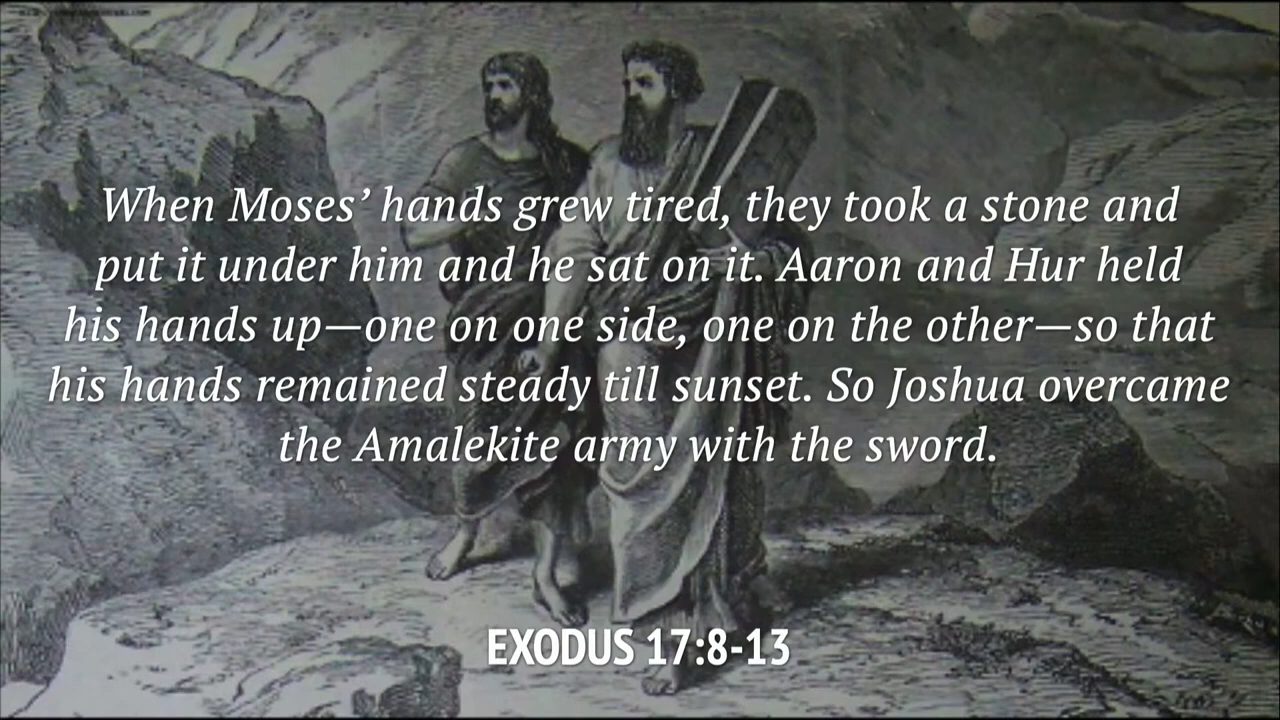 When Moses’ hands grew tired, they took a stone and
put it under him and he sat on it. Aaron and Hur held
his hands up—one on one side, one on the other—so that
his hands remained steady till sunset. So Joshua overcame
the Amalekite army with the sword.
EXODUS 17:8-13